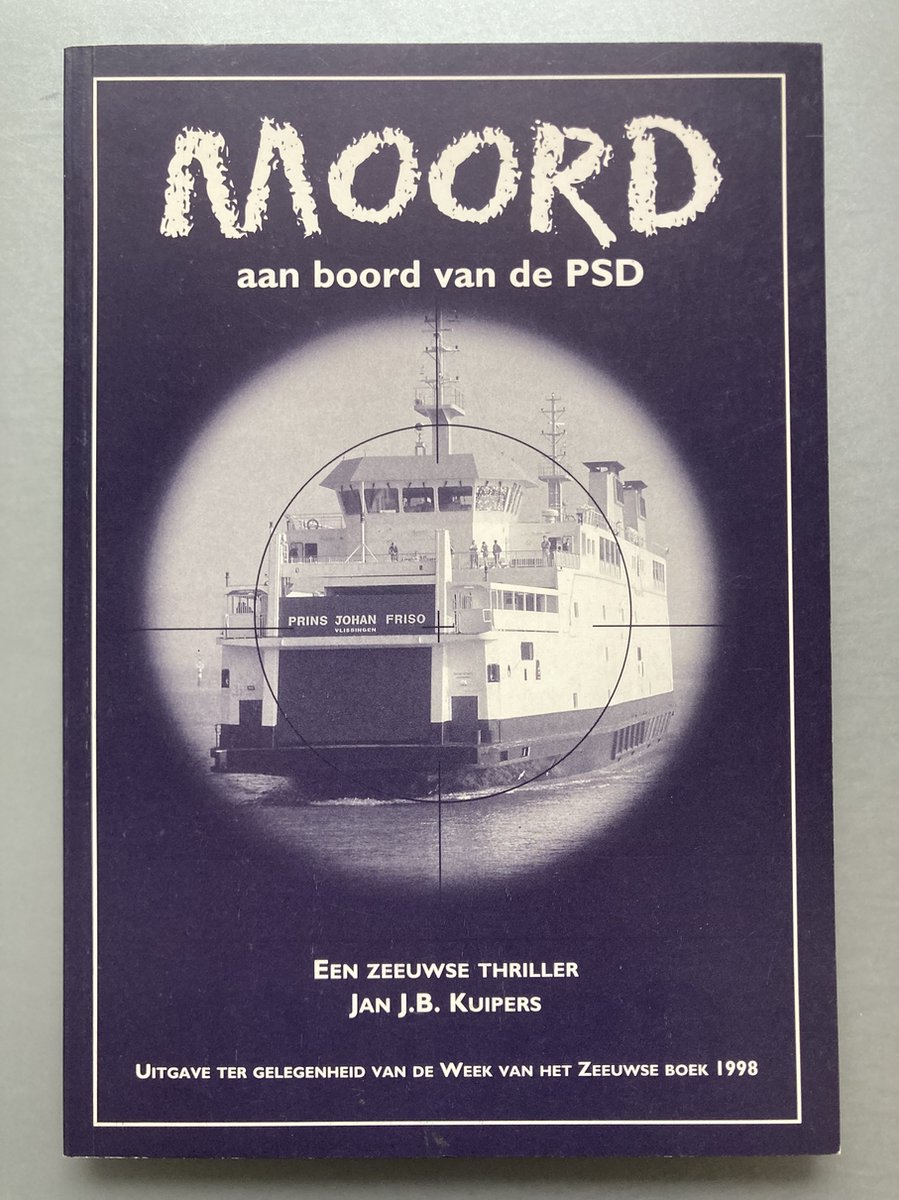 MOORD
aan boord van de PSD
PRINS JOHAN FRISO
VLISSINGEN
EEN ZEEUWSE THRILLER
JAN J.B. KUIPERS
UITGAVE TER GELEGENHEID VAN DE WEEK VAN HET ZEEUWSE BOEK 1998